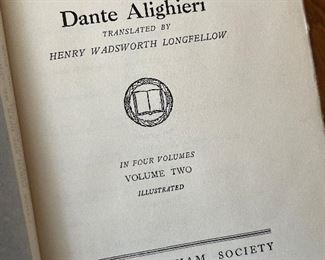 Dante Alighieri
TRANSLATED BY
HENRY WADSWORTH LONGFELLOW
IN FOUR VOLUMES
VOLUME TWO
ILLUSTRATED
SOCIETY